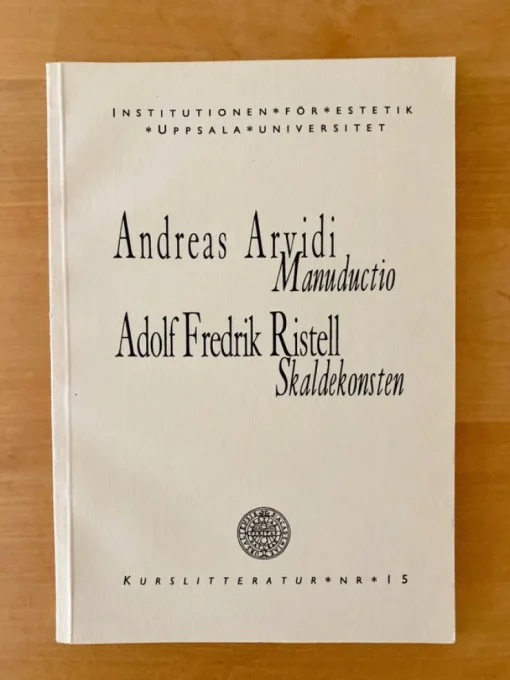 INSTITUTIONEN*FÖR*ESTETIK
*UPPSALA*UNIVERSITET
Andreas Arvidi
Manuductio
Adolf Fredrik Ristell
Skaldekonsten
KURSLITTERATUR*NR*15